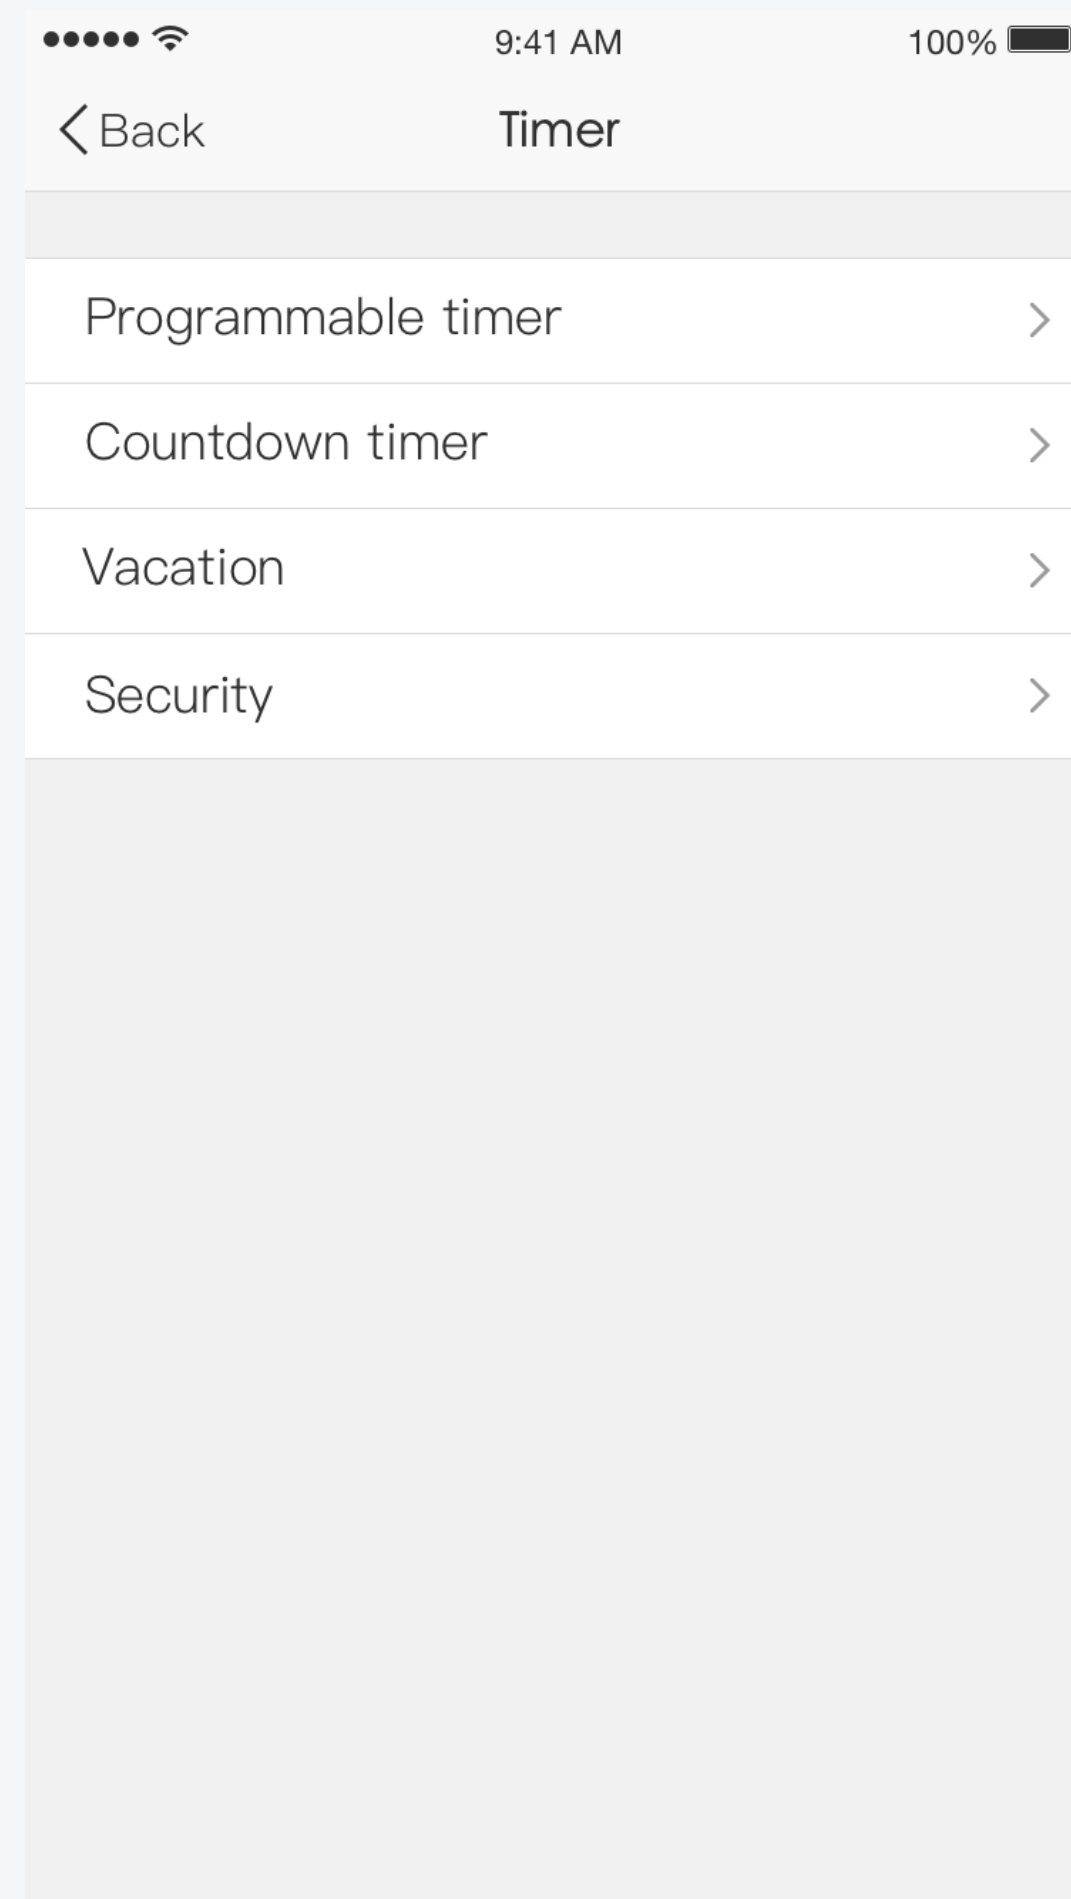 9:41 AM 100%
Back Timer
Programmable timer
Countdown timer
Vacation
Security